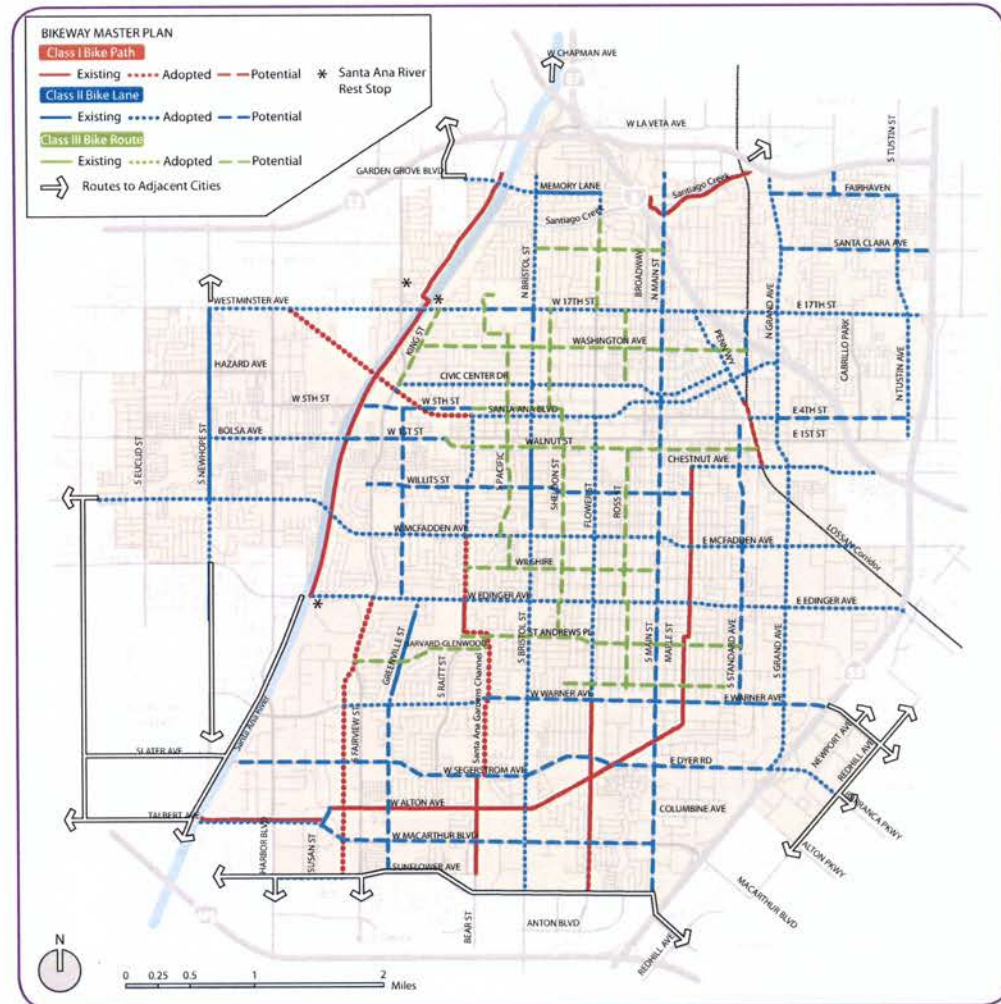 BIKEWAY MASTER PLAN
Class I Bike Path
Existing Adopted Potential
* Santa Ana River
Rest Stop
Class II Bike Lane
Existing Adopted Potential
Class III Bike Route
Existing Adopted Potential
Routes to Adjacent Cities
W CHAPMAN AVE
W LA VETA AVE
S TUSTIN ST
GARDEN GROVE BLVD
MEMORY LANE
Santiago Creek
Santiago Creek
FAIRHAVEN
SANTA CLARA AVE
N BRISTOL ST
BROADWAY
N MAIN ST
N GRAND AVE
WESTMINSTER AVE
W 17TH ST
E 17TH ST
KING ST
WASHINGTON AVE
PENN WY
CABRILLO PARK
N TUSTIN AVE
HAZARD AVE
CIVIC CENTER DR
W 5TH ST
W 5TH ST
SANTA ANA BLVD
E 4TH ST
BOLSA AVE
W 1ST ST
WALNUT ST
E 1ST ST
S EUCLID ST
S NEWHOPE ST
S PACIFIC
SHELDON ST
FLOWER ST
ROSS ST
CHESTNUT AVE
WILLITS ST
W MCFADDEN AVE
E MCFADDEN AVE
LOSSAN Corridor
WILSHIRE
W EDINGER AVE
E EDINGER AVE
ST ANDREWS PL
HARVARD-GLENWOOD
GREENVILLE ST
S RAITT ST
Santa Ana Gardens Channel
S BRISTOL ST
S MAIN ST
MAPLE ST
S STANDARD AVE
S GRAND AVE
W WARNER AVE
E WARNER AVE
Santa Ana River
S FAIRVIEW ST
SLATER AVE
W SEGERSTROM AVE
E DYER RD
NEWPORT AVE
REDHILL AVE
BARRANCA PKWY
W ALTON AVE
COLUMBINE AVE
TALBERT AVE
HARBOR BLVD
SUSAN ST
W MACARTHUR BLVD
ALTON PKWY
SUNFLOWER AVE
MACARTHUR BLVD
BEAR ST
ANTON BLVD
REDHILL AVE
N
0 0.25 0.5 1 2
Miles